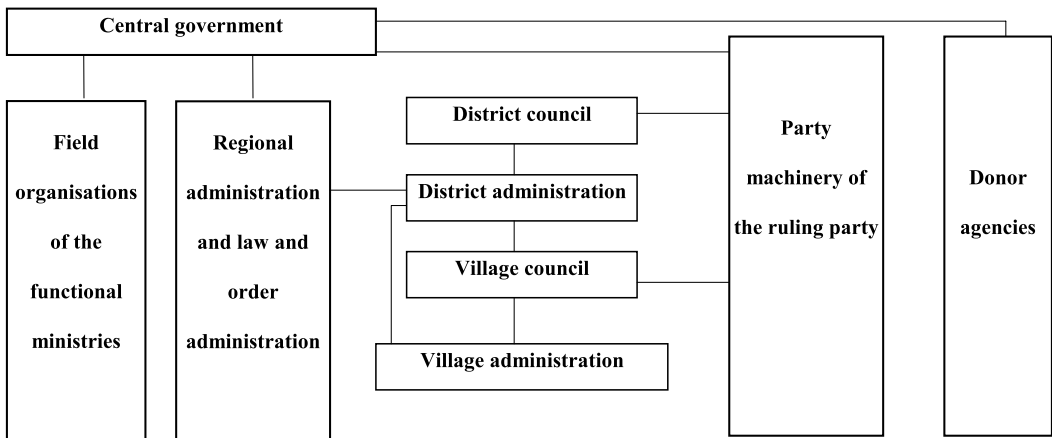 Central government
Field
organisations
of the
functional
ministries
Regional
administration
and law and
order
administration
District council
District administration
Village council
Village administration
Party
machinery of
the ruling party
Donor
agencies